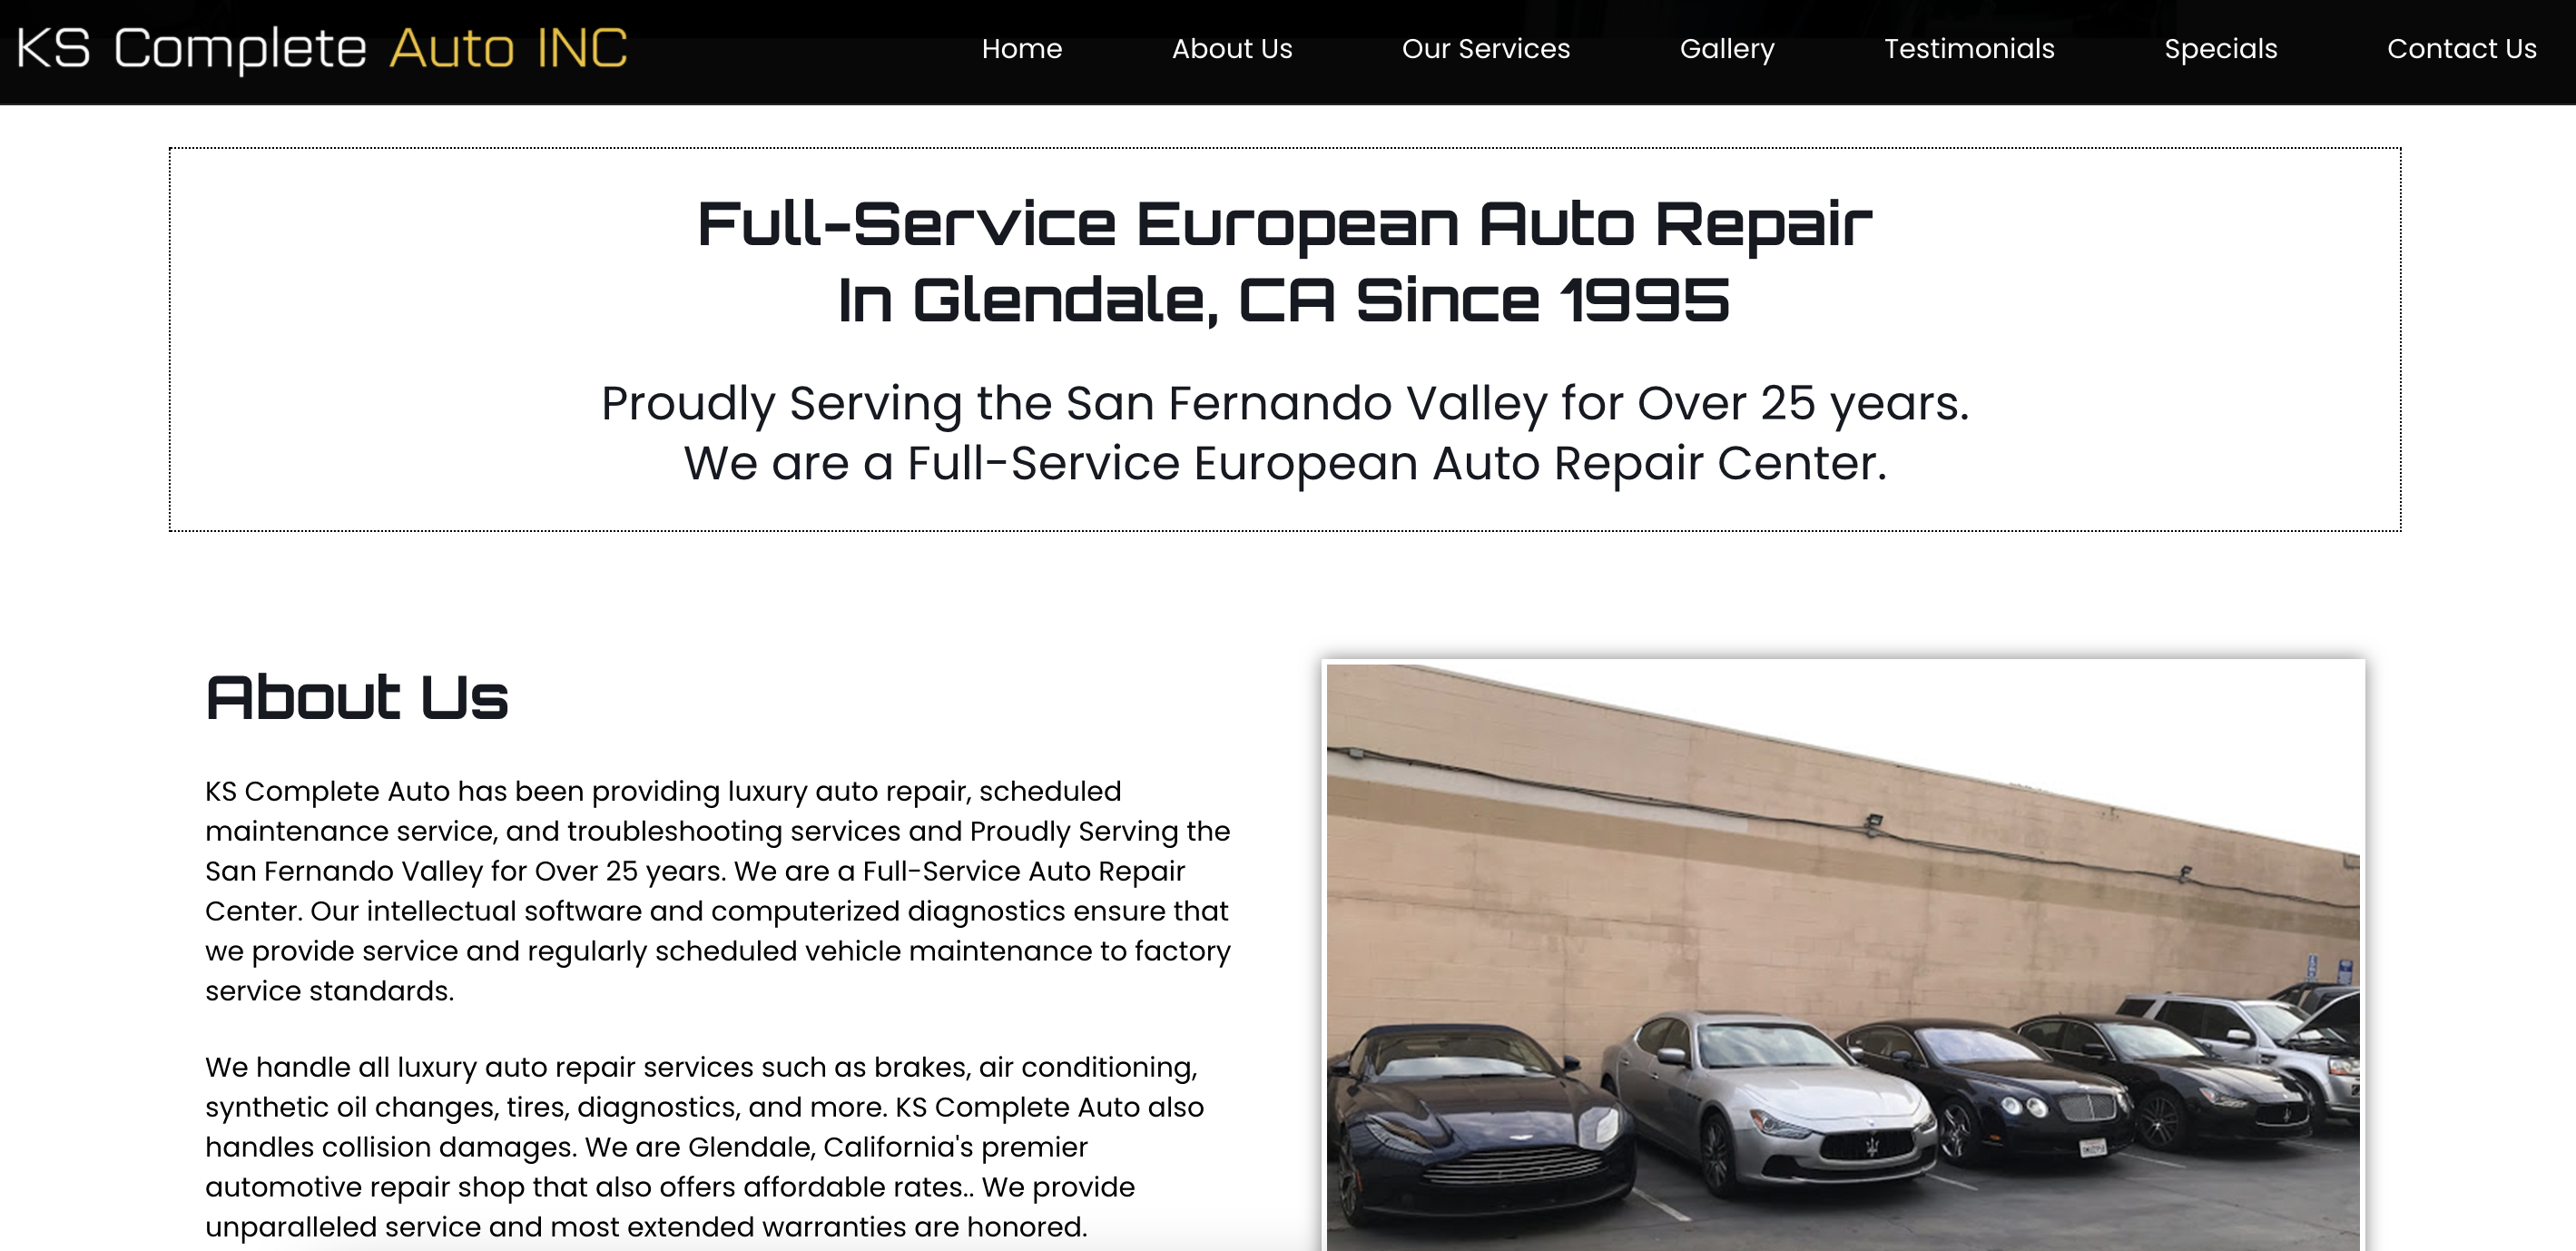 KS Complete Auto INC
Home About Us Our Services Gallery Testimonials Specials Contact Us
Full-Service European Auto Repair
In Glendale, CA Since 1995
Proudly Serving the San Fernando Valley for Over 25 years.
We are a Full-Service European Auto Repair Center.
About Us
KS Complete Auto has been providing luxury auto repair, scheduled
maintenance service, and troubleshooting services and Proudly Serving the
San Fernando Valley for Over 25 years. We are a Full-Service Auto Repair
Center. Our intellectual software and computerized diagnostics ensure that
we provide service and regularly scheduled vehicle maintenance to factory
service standards.
We handle all luxury auto repair services such as brakes, air conditioning,
synthetic oil changes, tires, diagnostics, and more. KS Complete Auto also
handles collision damages. We are Glendale, California's premier
automotive repair shop that also offers affordable rates.. We provide
unparalleled service and most extended warranties are honored.